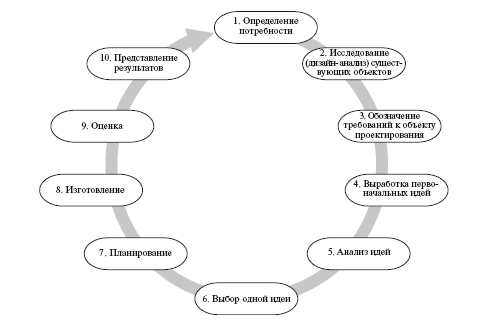 1. Определение
потребности
2. Исследование
(дизайн-анализ) сущест-
вующих объектов
3. Обозначение
требований к объекту
проектирования
4. Выработка перво-
начальных идей
5. Анализ идей
6. Выбор одной идеи
7. Планирование
8. Изготовление
9. Оценка
10. Представление
результатов